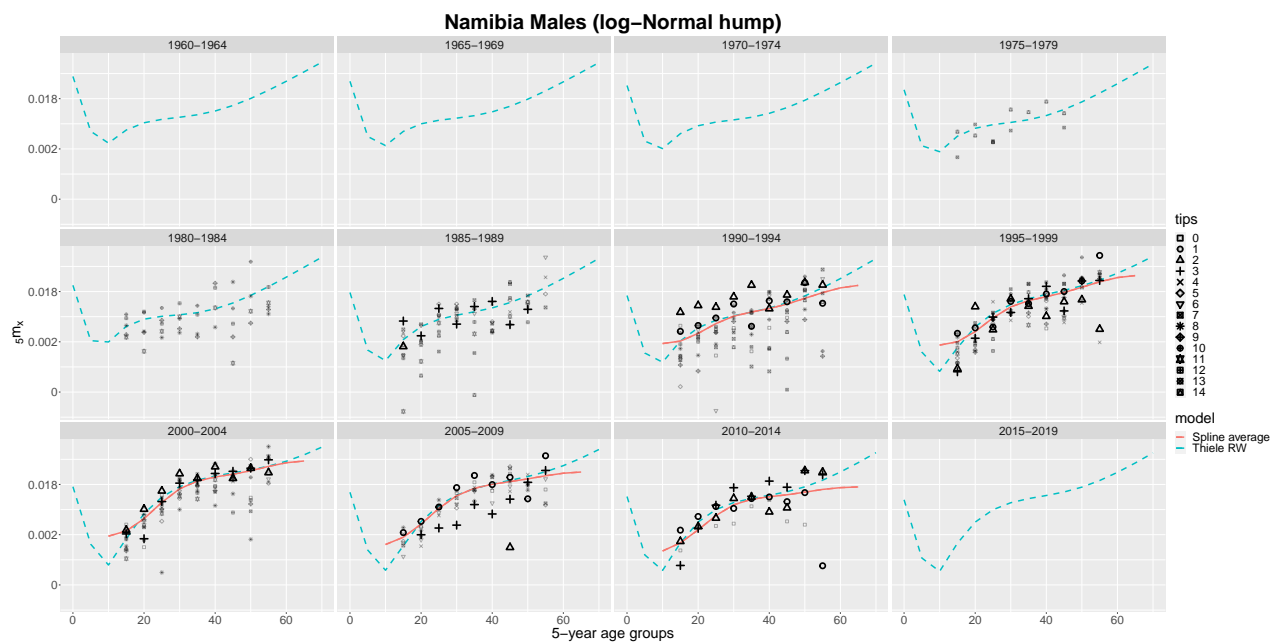 Namibia Males (log−Normal hump)
1960−1964 1965−1969 1970−1974 1975−1979
0.018
0.002
0
1980−1984 1985−1989 1990−1994 1995−1999
0.018
0.002
0
2000−2004 2005−2009 2010−2014 2015−2019
0.018
0.002
0
0 20 40 60 0 20 40 60 0 20 40 60 0 20 40 60
5−year age groups
5mx
tips
0
1
2
3
4
5
6
7
8
9
10
11
12
13
14
model
Spline average
Thiele RW